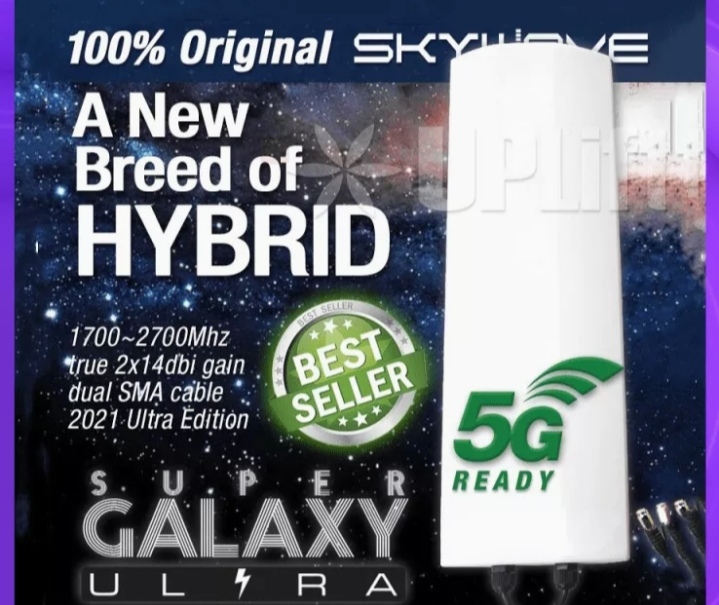 100% Original SKYWAVE
A New
Breed of
HYBRID
UPLift
1700~2700Mhz
true 2x14dbi gain
dual SMA cable
2021 Ultra Edition
BEST SELLER
BEST
SELLER
5G
READY
SUPER
GALAXY
ULTRA